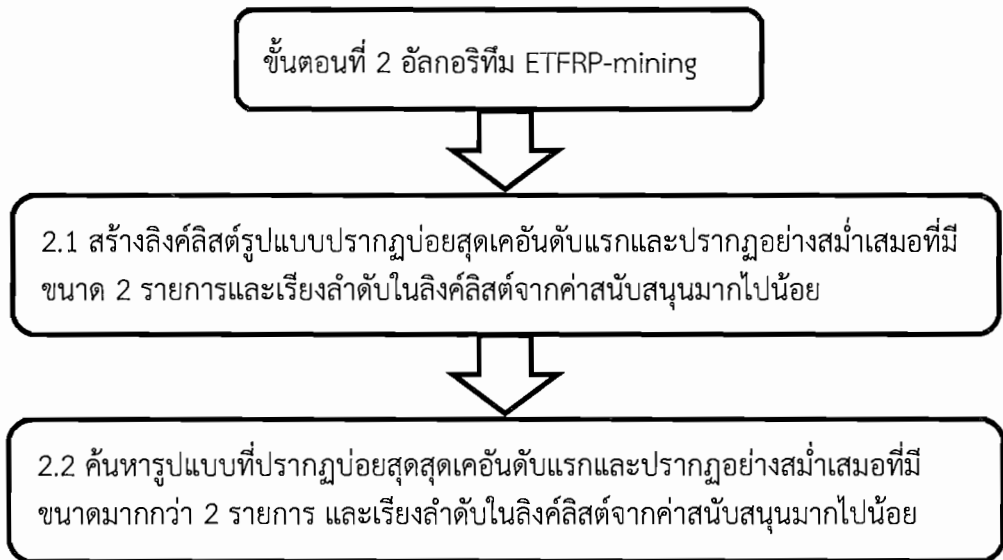 ขั้นตอนที่ 2 อัลกอริทึม ETFRP-mining
2.1 สร้างลิงค์ลิสต์รูปแบบปรากฏบ่อยสุดเคอันดับแรกและปรากฏอย่างสม่ำเสมอที่มี
ขนาด 2 รายการและเรียงลำดับในลิงค์ลิสต์จากค่าสนับสนุนมากไปน้อย
2.2 ค้นหารูปแบบที่ปรากฏบ่อยสุดสุดเคอันดับแรกและปรากฏอย่างสม่ำเสมอที่มี
ขนาดมากกว่า 2 รายการ และเรียงลำดับในลิงค์ลิสต์จากค่าสนับสนุนมากไปน้อย